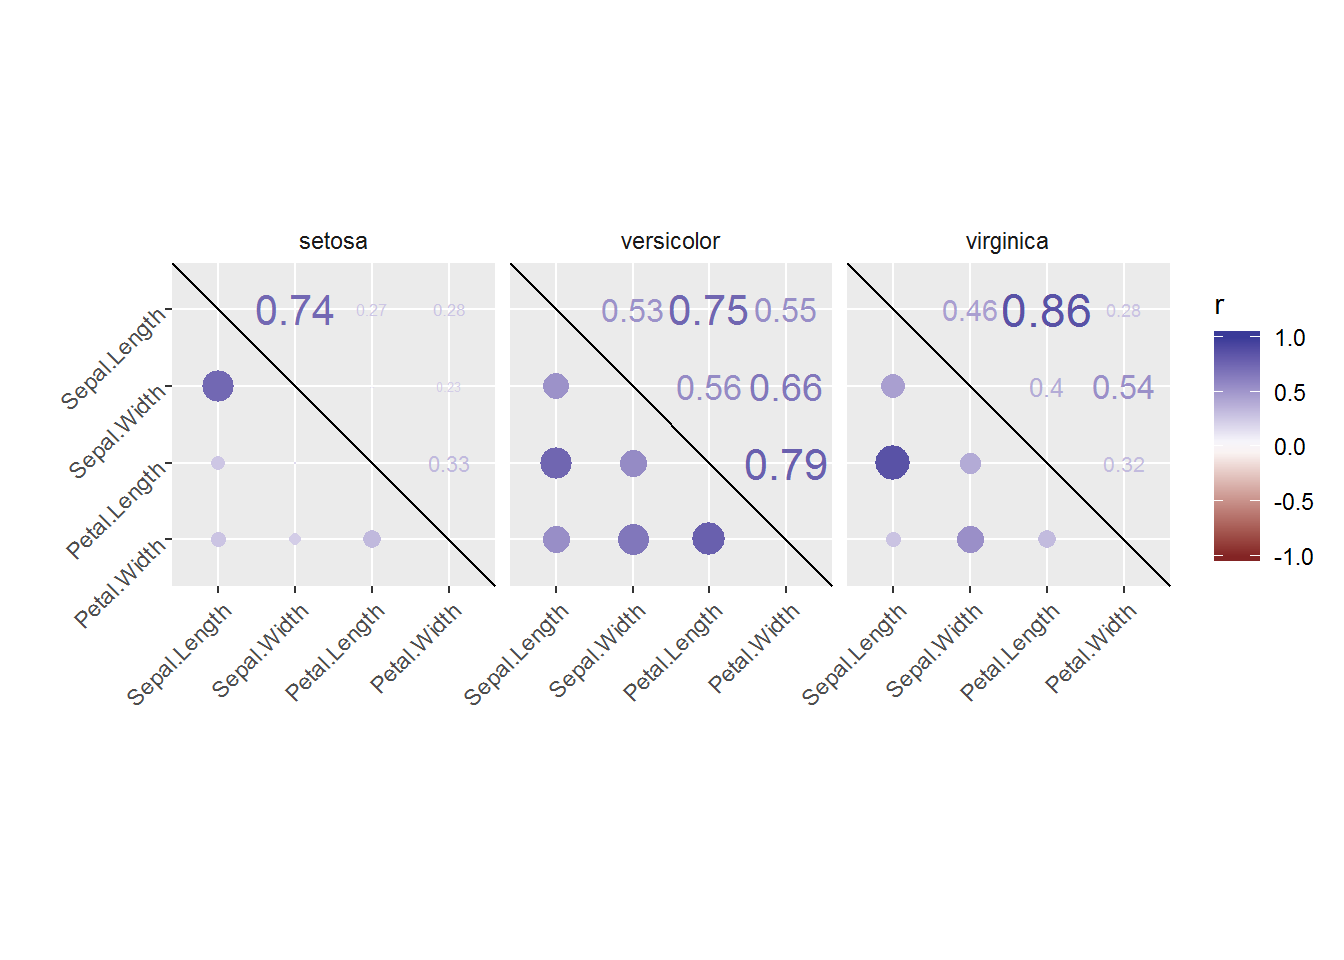 setosa
versicolor
virginica
Sepal.Length
Sepal.Width
Petal.Length
Petal.Width
0.74
0.27
0.28
0.23
0.33
0.53
0.75
0.55
0.56
0.66
0.79
0.46
0.86
0.28
0.4
0.54
0.32
Sepal.Length
Sepal.Width
Petal.Length
Petal.Width
Sepal.Length
Sepal.Width
Petal.Length
Petal.Width
Sepal.Length
Sepal.Width
Petal.Length
Petal.Width
r
1.0
0.5
0.0
-0.5
-1.0